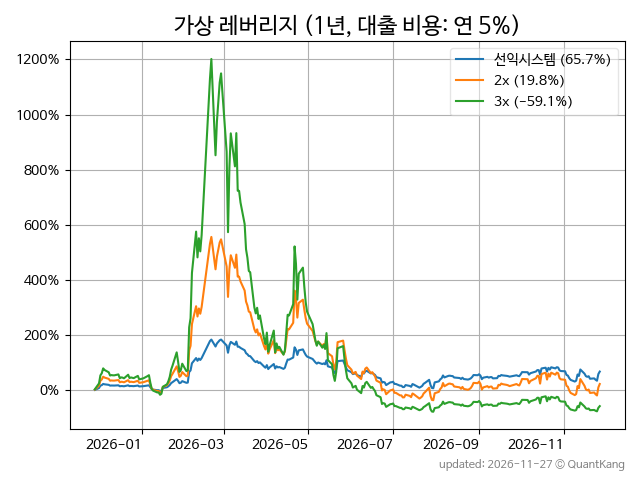 가상 레버리지 (1년, 대출 비용: 연 5%)
1200%
1000%
800%
600%
400%
200%
0%
선익시스템 (65.7%)
2x (19.8%)
3x (−59.1%)
2026-01
2026-03
2026-05
2026-07
2026-09
2026-11
updated: 2026-11-27 © QuantKang